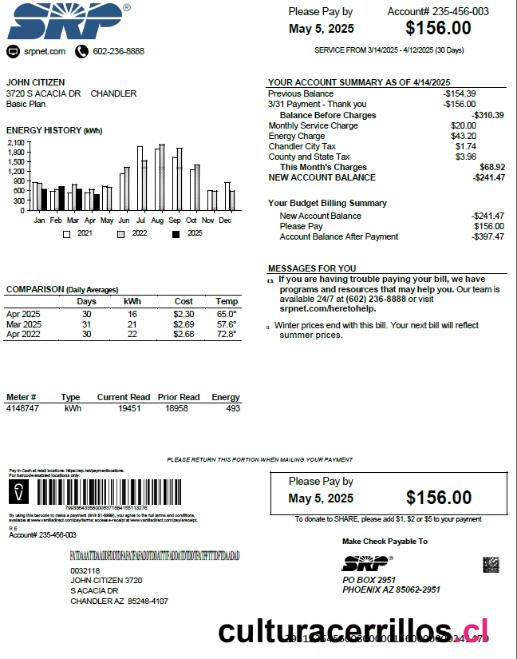 SRP®
srpnet.com 602-236-8888
Please Pay by Account# 235-456-003
May 5, 2025 $156.00
SERVICE FROM 3/14/2025 - 4/12/2025 (30 Days)
JOHN CITIZEN
3720 S ACACIA DR CHANDLER
Basic Plan
ENERGY HISTORY (kWh)
2,100
1,800
1,500
1,200
900
600
300
0
Jan Feb Mar Apr May Jun Jul Aug Sep Oct Nov Dec
2021 2022 2025
COMPARISON (Daily Averages)
Days kWh Cost Temp
Apr 2025 30 16 $2.30 65.0°
Mar 2025 31 21 $2.69 57.6°
Apr 2022 30 22 $2.68 72.8°
Meter # Type Current Read Prior Read Energy
4148747 kWh 19451 18958 493
YOUR ACCOUNT SUMMARY AS OF 4/14/2025
Previous Balance -$154.39
3/31 Payment - Thank you -$156.00
Balance Before Charges -$310.39
Monthly Service Charge $20.00
Energy Charge $43.20
Chandler City Tax $1.74
County and State Tax $3.98
This Month's Charges $68.92
NEW ACCOUNT BALANCE -$241.47
Your Budget Billing Summary
New Account Balance -$241.47
Please Pay $156.00
Account Balance After Payment -$397.47
MESSAGES FOR YOU
If you are having trouble paying your bill, we have
programs and resources that may help you. Our team is
available 24/7 at (602) 236-8888 or visit
srpnet.com/heretohelp.
Winter prices end with this bill. Your next bill will reflect
summer prices.
PLEASE RETURN THIS PORTION WHEN MAILING YOUR PAYMENT
Pay in Cash at retail locations: https://srp.net/paymentlocations.
For barcode enabled locations only:
By using this barcode to make a payment (limit $1-$999), you agree to the full terms and conditions,
R E
Account# 235-456-003
0032118
JOHN CITIZEN 3720
S ACACIA DR
CHANDLER AZ 85248-4107
Please Pay by
May 5, 2025 $156.00
To donate to SHARE, please add $1, $2 or $5 to your payment
Make Check Payable To
SRP®
PO BOX 2951
PHOENIX AZ 85062-2951
culturacerrillos.cl